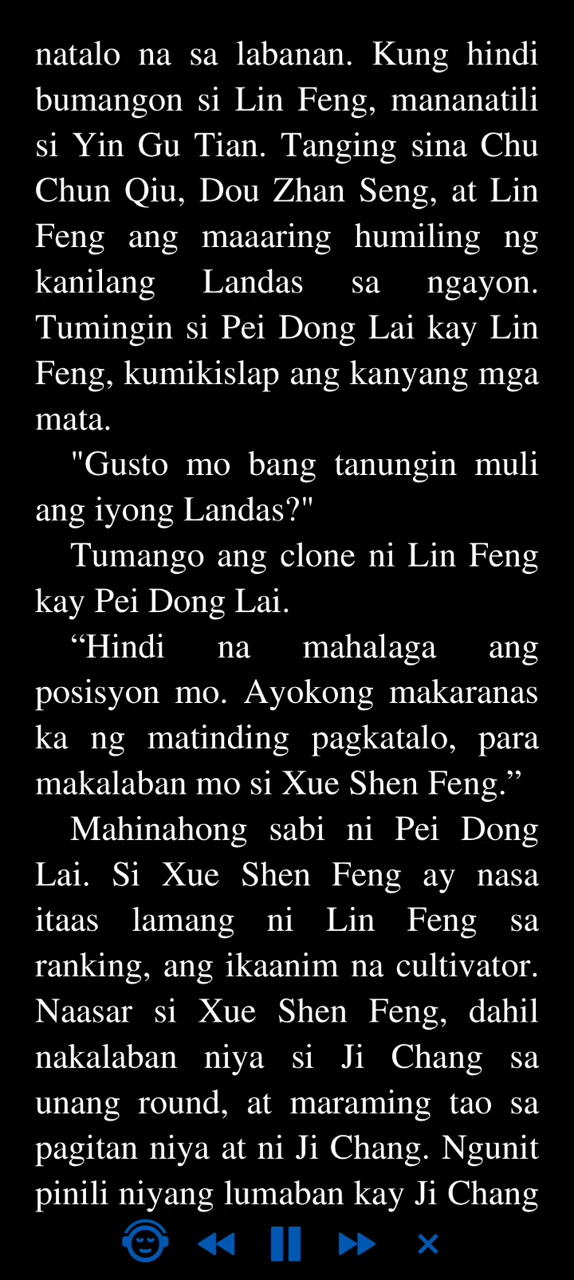 natalo na sa labanan. Kung hindi
bumangon si Lin Feng, mananatili
si Yin Gu Tian. Tanging sina Chu
Chun Qiu, Dou Zhan Seng, at Lin
Feng ang maaaring humiling ng
kanilang Landas sa ngayon.
Tumingin si Pei Dong Lai kay Lin
Feng, kumikislap ang kanyang mga
mata.
"Gusto mo bang tanungin muli
ang iyong Landas?"
Tumango ang clone ni Lin Feng
kay Pei Dong Lai.
“Hindi na mahalaga ang
posisyon mo. Ayokong makaranas
ka ng matinding pagkatalo, para
makalaban mo si Xue Shen Feng.”
Mahinahong sabi ni Pei Dong
Lai. Si Xue Shen Feng ay nasa
itaas lamang ni Lin Feng sa
ranking, ang ikaanim na cultivator.
Naasar si Xue Shen Feng, dahil
nakalaban niya si Ji Chang sa
unang round, at maraming tao sa
pagitan niya at ni Ji Chang. Ngunit
pinili niyang lumaban kay Ji Chang